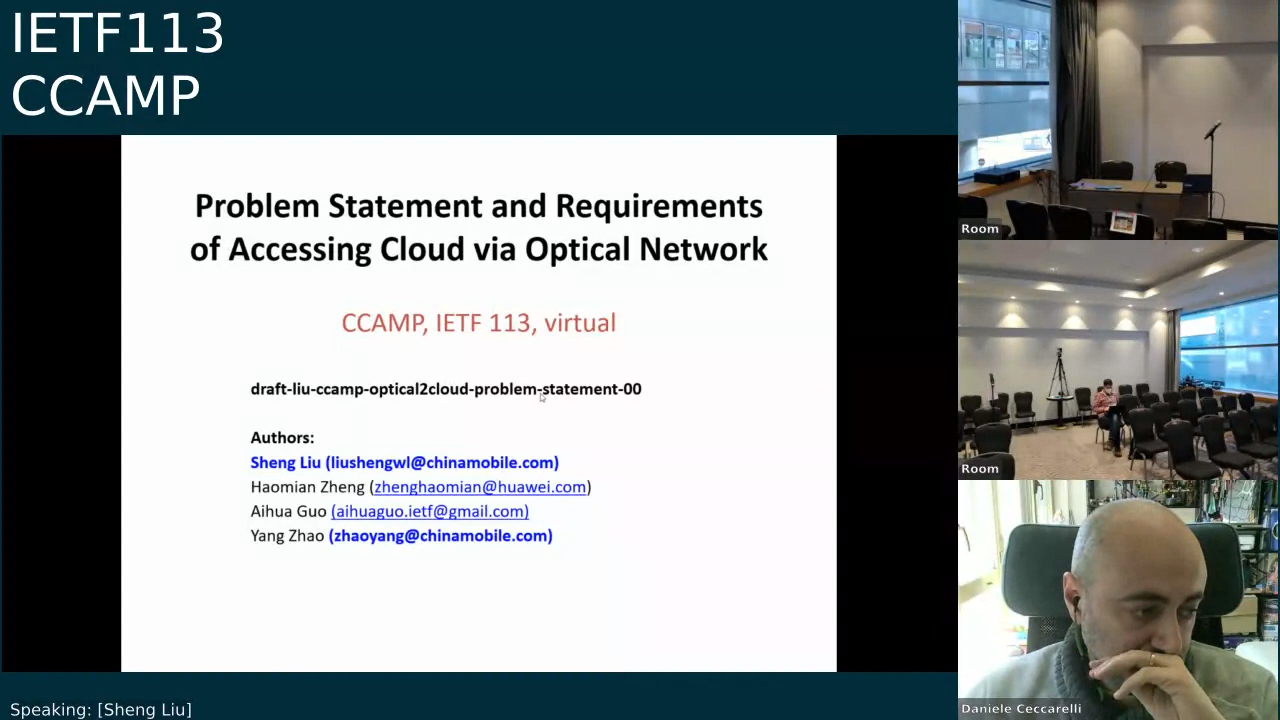 IETF113
CCAMP
Problem Statement and Requirements
of Accessing Cloud via Optical Network
CCAMP, IETF 113, virtual
draft-liu-ccamp-optical2cloud-problem-statement-00
Authors:
Sheng Liu (liushengwl@chinamobile.com)
Haomian Zheng (zhenghaomian@huawei.com)
Aihua Guo (aihuaguo.ietf@gmail.com)
Yang Zhao (zhaoyang@chinamobile.com)
Speaking: [Sheng Liu]
Room
Room
Daniele Ceccarelli